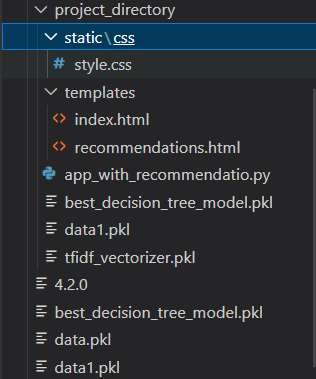 project_directory
static\css
style.css
templates
index.html
recommendations.html
app_with_recommendatio.py
best_decision_tree_model.pkl
data1.pkl
tfidf_vectorizer.pkl
4.2.0
best_decision_tree_model.pkl
data.pkl
data1.pkl